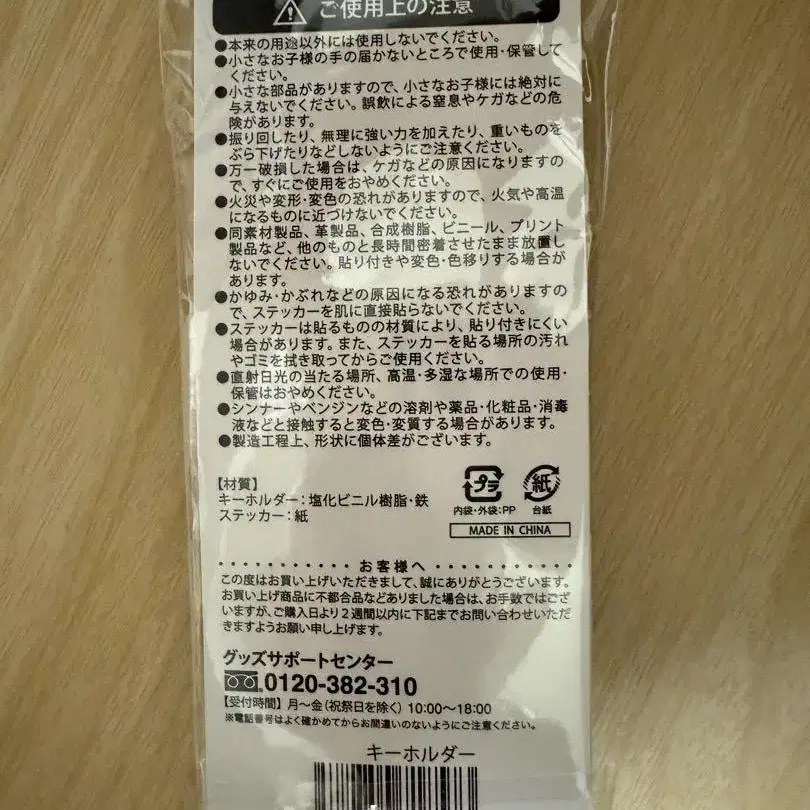 ご使用上の注意
●本来の用途以外には使用しないでください。
●小さなお子様の手の届かないところで使用・保管して
ください。
●小さな部品がありますので、小さなお子様には絶対に
与えないでください。誤飲による窒息やケガなどの危
険があります。
●振り回したり、無理に強い力を加えたり、重いものを
ぶら下げたりなどしないようにご注意ください。
●万一破損した場合は、ケガなどの原因になりますの
で、すぐにご使用をおやめください。
●火災や変形・変色の恐れがありますので、火気や高温
になるものに近づけないでください。
●同素材製品、革製品、合成樹脂、ビニール、プリント
製品など、他のものと長時間密着させたまま放置し
ないでください。貼り付きや変色・色移りする場合が
あります。
●かゆみ・かぶれなどの原因になる恐れがありますの
で、ステッカーを肌に直接貼らないでください。
●ステッカーは貼るものの材質により、貼り付きにくい
場合があります。また、ステッカーを貼る場所の汚れ
やゴミを拭き取ってからご使用ください。
●直射日光の当たる場所、高温・多湿な場所での使用・
保管はおやめください。
●シンナーやベンジンなどの溶剤や薬品・化粧品・消毒
液などと接触すると変色・変質する場合があります。
●製造工程上、形状に個体差がございます。
【材質】
キーホルダー：塩化ビニル樹脂・鉄
ステッカー：紙
プラ
紙
内袋・外袋：PP
台紙
MADE IN CHINA
お客様へ
この度はお買い上げいただきまして、誠にありがとうございます。
お買い上げ商品に不都合品などありました場合は、お手数ではござ
いますが、ご購入日より2週間以内に下記までお問い合わせいただ
きますようお願い申し上げます。
グッズサポートセンター
0120-382-310
【受付時間】月～金（祝祭日を除く）10:00～18:00
※電話番号はよく確かめてからお間違いのないようにご注意ください。
キーホルダー